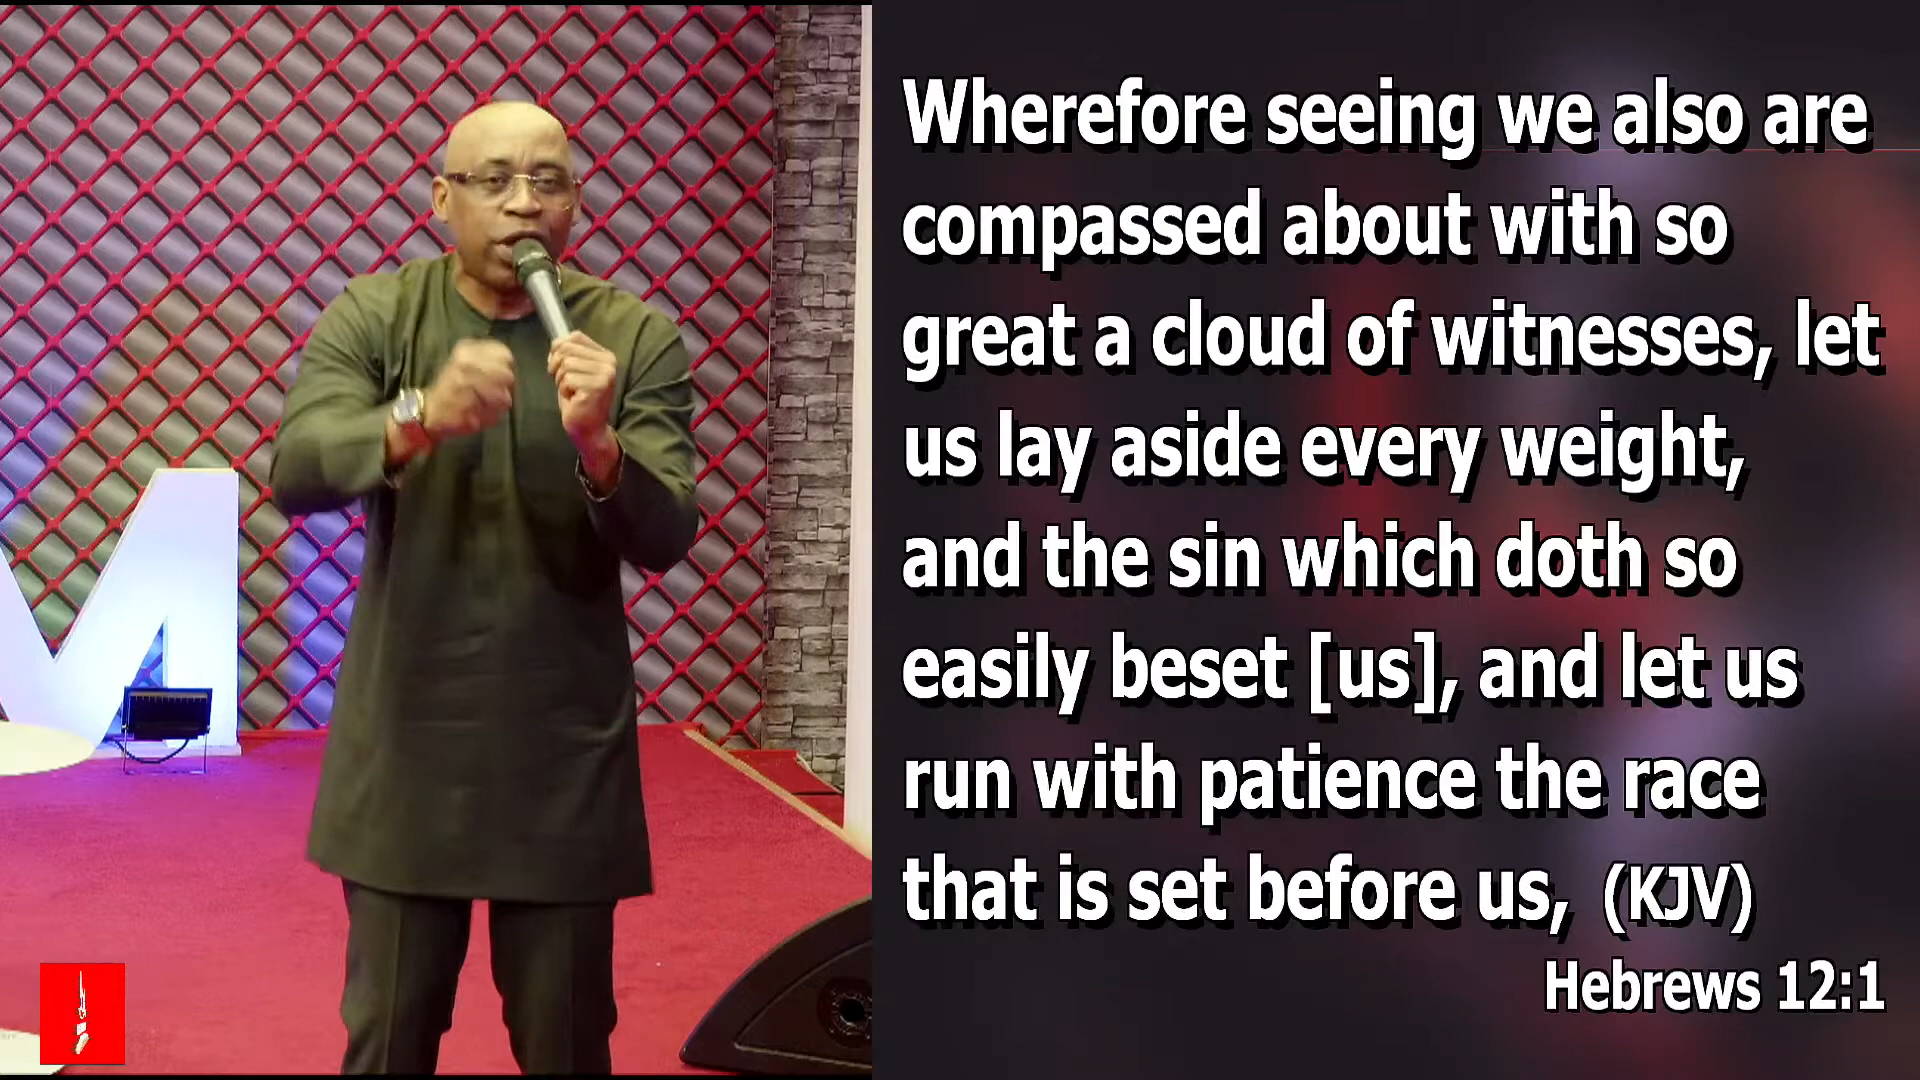 Wherefore seeing we also are
compassed about with so
great a cloud of witnesses, let
us lay aside every weight,
and the sin which doth so
easily beset [us], and let us
run with patience the race
that is set before us, (KJV)
Hebrews 12:1
M